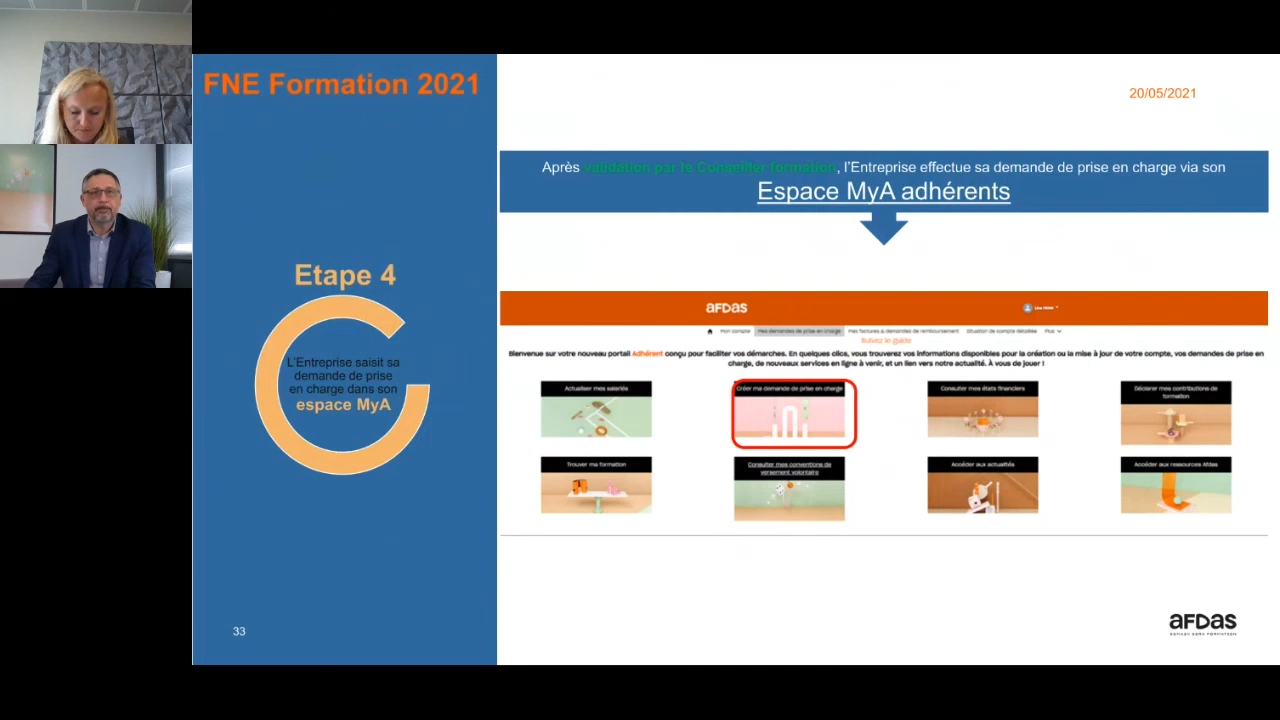 FNE Formation 2021
20/05/2021
Après validation par le Conseiller formation, l'Entreprise effectue sa demande de prise en charge via son
Espace MyA adhérents
Etape 4
L'Entreprise saisit sa
demande de prise
en charge dans son
espace MyA
AFDAS
Mon compte Mes demandes de prise en charge Mes factures & demandes de remboursement Situation de compte détaillée Plus
Suivez le guide
Bienvenue sur votre nouveau portail Adhérent conçu pour faciliter vos démarches. En quelques clics, vous trouverez vos informations disponibles pour la création ou la mise à jour de votre compte, vos demandes de prise en
charge, de nouveaux services en ligne à venir, et un lien vers notre actualité. À vous de jouer !
Actualiser mes salariés
Créer ma demande de prise en charge
Consulter mes états financiers
Déclarer mes contributions de
formation
Trouver ma formation
Consulter mes conventions de
versement volontaire
Accéder aux actualités
Accéder aux ressources Afdas
33
AFDAS